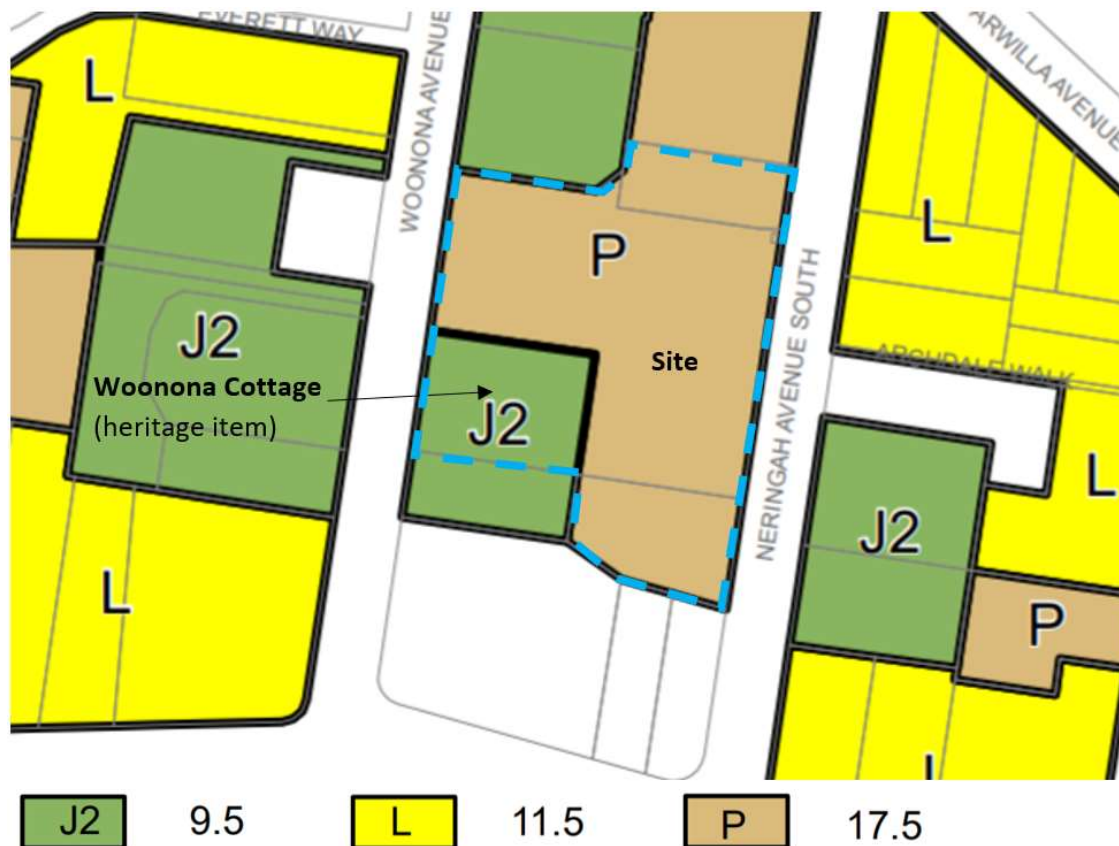 EVERETT WAY
WOONONA AVENUE
ARWILLA AVENUE
L
P
L
J2
Site
Woonona Cottage
(heritage item)
J2
NERINGAH AVENUE SOUTH
ARCHDALE WALK
L
J2
L
P
L
J2 9.5 L 11.5 P 17.5